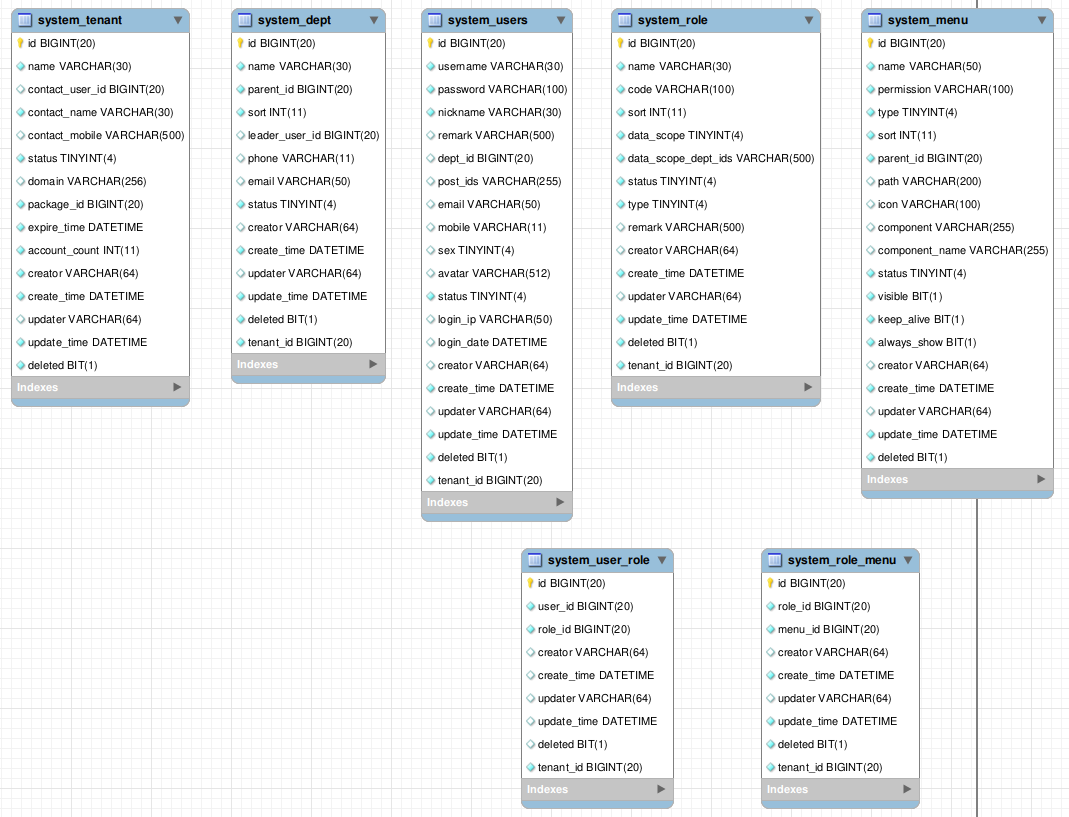 system_tenant
id BIGINT(20)
name VARCHAR(30)
contact_user_id BIGINT(20)
contact_name VARCHAR(30)
contact_mobile VARCHAR(500)
status TINYINT(4)
domain VARCHAR(256)
package_id BIGINT(20)
expire_time DATETIME
account_count INT(11)
creator VARCHAR(64)
create_time DATETIME
updater VARCHAR(64)
update_time DATETIME
deleted BIT(1)
Indexes
system_dept
id BIGINT(20)
name VARCHAR(30)
parent_id BIGINT(20)
sort INT(11)
leader_user_id BIGINT(20)
phone VARCHAR(11)
email VARCHAR(50)
status TINYINT(4)
creator VARCHAR(64)
create_time DATETIME
updater VARCHAR(64)
update_time DATETIME
deleted BIT(1)
tenant_id BIGINT(20)
Indexes
system_users
id BIGINT(20)
username VARCHAR(30)
password VARCHAR(100)
nickname VARCHAR(30)
remark VARCHAR(500)
dept_id BIGINT(20)
post_ids VARCHAR(255)
email VARCHAR(50)
mobile VARCHAR(11)
sex TINYINT(4)
avatar VARCHAR(512)
status TINYINT(4)
login_ip VARCHAR(50)
login_date DATETIME
creator VARCHAR(64)
create_time DATETIME
updater VARCHAR(64)
update_time DATETIME
deleted BIT(1)
tenant_id BIGINT(20)
Indexes
system_role
id BIGINT(20)
name VARCHAR(30)
code VARCHAR(100)
sort INT(11)
data_scope TINYINT(4)
data_scope_dept_ids VARCHAR(500)
status TINYINT(4)
type TINYINT(4)
remark VARCHAR(500)
creator VARCHAR(64)
create_time DATETIME
updater VARCHAR(64)
update_time DATETIME
deleted BIT(1)
tenant_id BIGINT(20)
Indexes
system_menu
id BIGINT(20)
name VARCHAR(50)
permission VARCHAR(100)
type TINYINT(4)
sort INT(11)
parent_id BIGINT(20)
path VARCHAR(200)
icon VARCHAR(100)
component VARCHAR(255)
component_name VARCHAR(255)
status TINYINT(4)
visible BIT(1)
keep_alive BIT(1)
always_show BIT(1)
creator VARCHAR(64)
create_time DATETIME
updater VARCHAR(64)
update_time DATETIME
deleted BIT(1)
Indexes
system_user_role
id BIGINT(20)
user_id BIGINT(20)
role_id BIGINT(20)
creator VARCHAR(64)
create_time DATETIME
updater VARCHAR(64)
update_time DATETIME
deleted BIT(1)
tenant_id BIGINT(20)
Indexes
system_role_menu
id BIGINT(20)
role_id BIGINT(20)
menu_id BIGINT(20)
creator VARCHAR(64)
create_time DATETIME
updater VARCHAR(64)
update_time DATETIME
deleted BIT(1)
tenant_id BIGINT(20)
Indexes